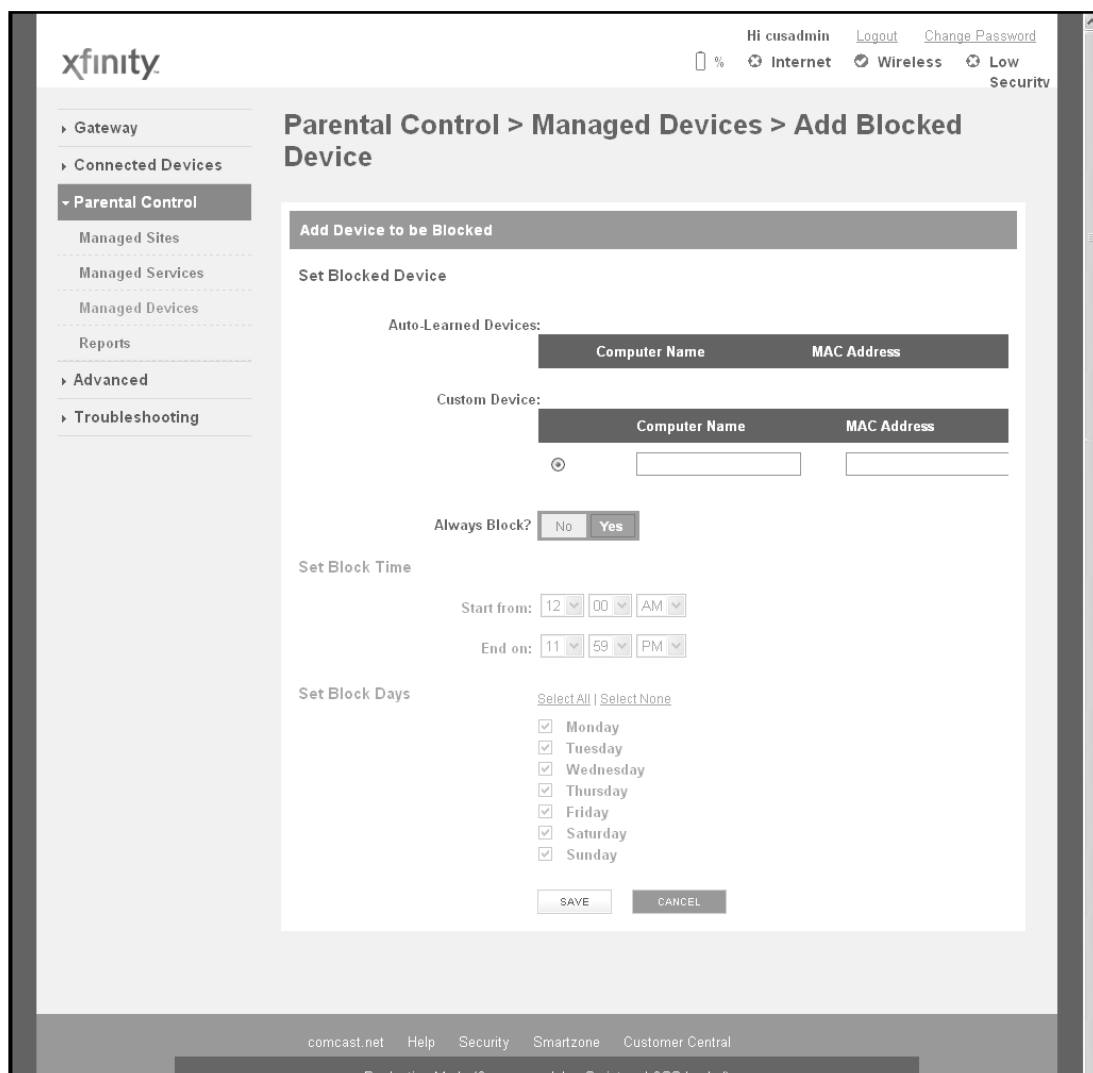 Hi cusadmin Logout Change Password
xfinity.
% Internet Wireless Low Security
Gateway
Connected Devices
Parental Control
Managed Sites
Managed Services
Managed Devices
Reports
Advanced
Troubleshooting
Parental Control > Managed Devices > Add Blocked
Device
Add Device to be Blocked
Set Blocked Device
Auto-Learned Devices:
Computer Name MAC Address
Custom Device:
Computer Name MAC Address
Always Block? No Yes
Set Block Time
Start from: 12 00 AM
End on: 11 59 PM
Set Block Days
Select All | Select None
Monday
Tuesday
Wednesday
Thursday
Friday
Saturday
Sunday
SAVE CANCEL
comcast.net Help Security Smartzone Customer Central